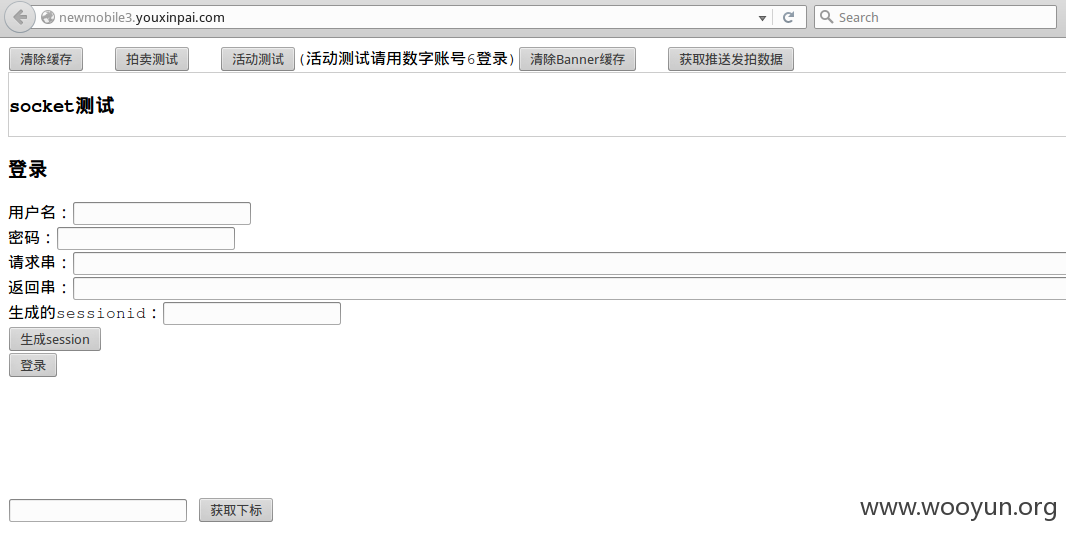 newmobile3.youxinpai.com Search
清除缓存 拍卖测试 活动测试 (活动测试请用数字账号6登录) 清除Banner缓存 获取推送发拍数据
socket测试
登录
用户名：
密码：
请求串：
返回串：
生成的sessionid：
生成session
登录
获取下标
www.wooyun.org